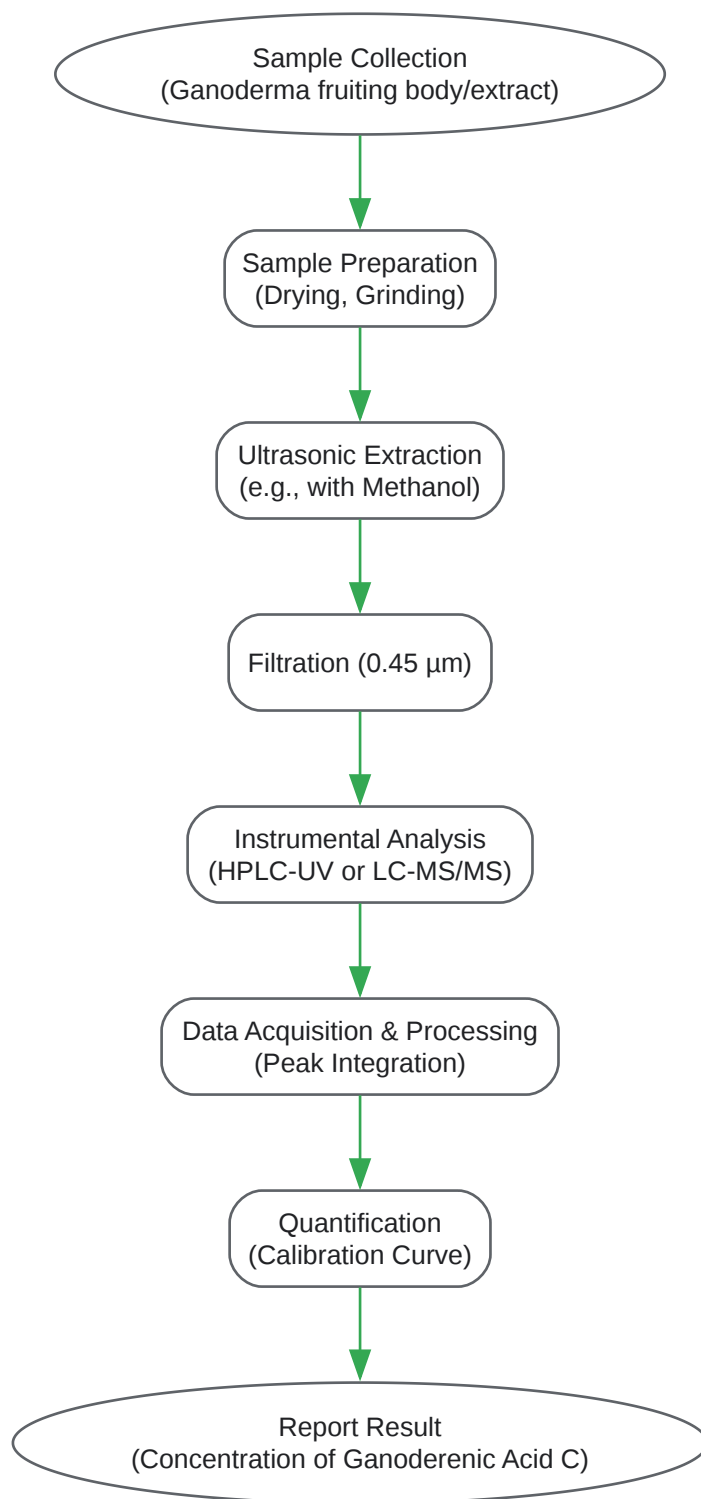 Sample Collection
(Ganoderma fruiting body/extract)
Sample Preparation
(Drying, Grinding)
Ultrasonic Extraction
(e.g., with Methanol)
Filtration (0.45 µm)
Instrumental Analysis
(HPLC-UV or LC-MS/MS)
Data Acquisition & Processing
(Peak Integration)
Quantification
(Calibration Curve)
Report Result
(Concentration of Ganoderenic Acid C)